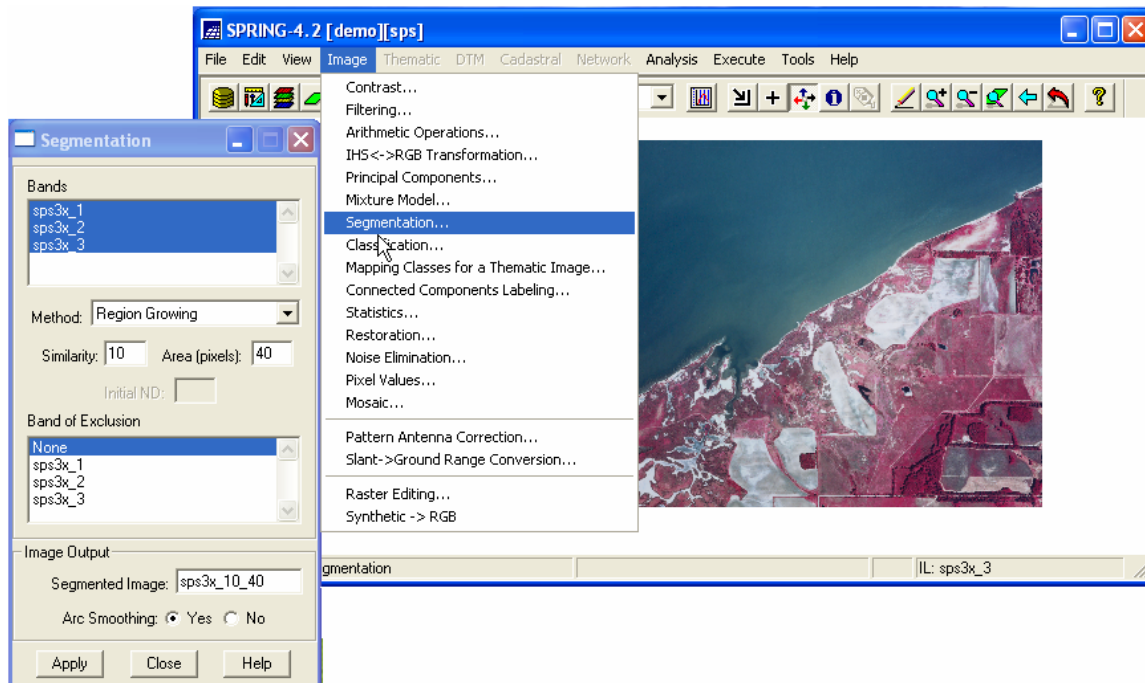 SPRING-4.2 [demo][sps]
File Edit View Image Thematic DTM Cadastral Network Analysis Execute Tools Help
Contrast...
Filtering...
Arithmetic Operations...
IHS<->RGB Transformation...
Principal Components...
Mixture Model...
Segmentation...
Classification...
Mapping Classes for a Thematic Image...
Connected Components Labeling...
Statistics...
Restoration...
Noise Elimination...
Pixel Values...
Mosaic...
Pattern Antenna Correction...
Slant->Ground Range Conversion...
Raster Editing...
Synthetic -> RGB
gmentation
IL: sps3x_3
Segmentation
Bands
sps3x_1
sps3x_2
sps3x_3
Method: Region Growing
Similarity: 10 Area (pixels): 40
Initial ND:
Band of Exclusion
None
sps3x_1
sps3x_2
sps3x_3
Image Output
Segmented Image: sps3x_10_40
Arc Smoothing: Yes No
Apply Close Help